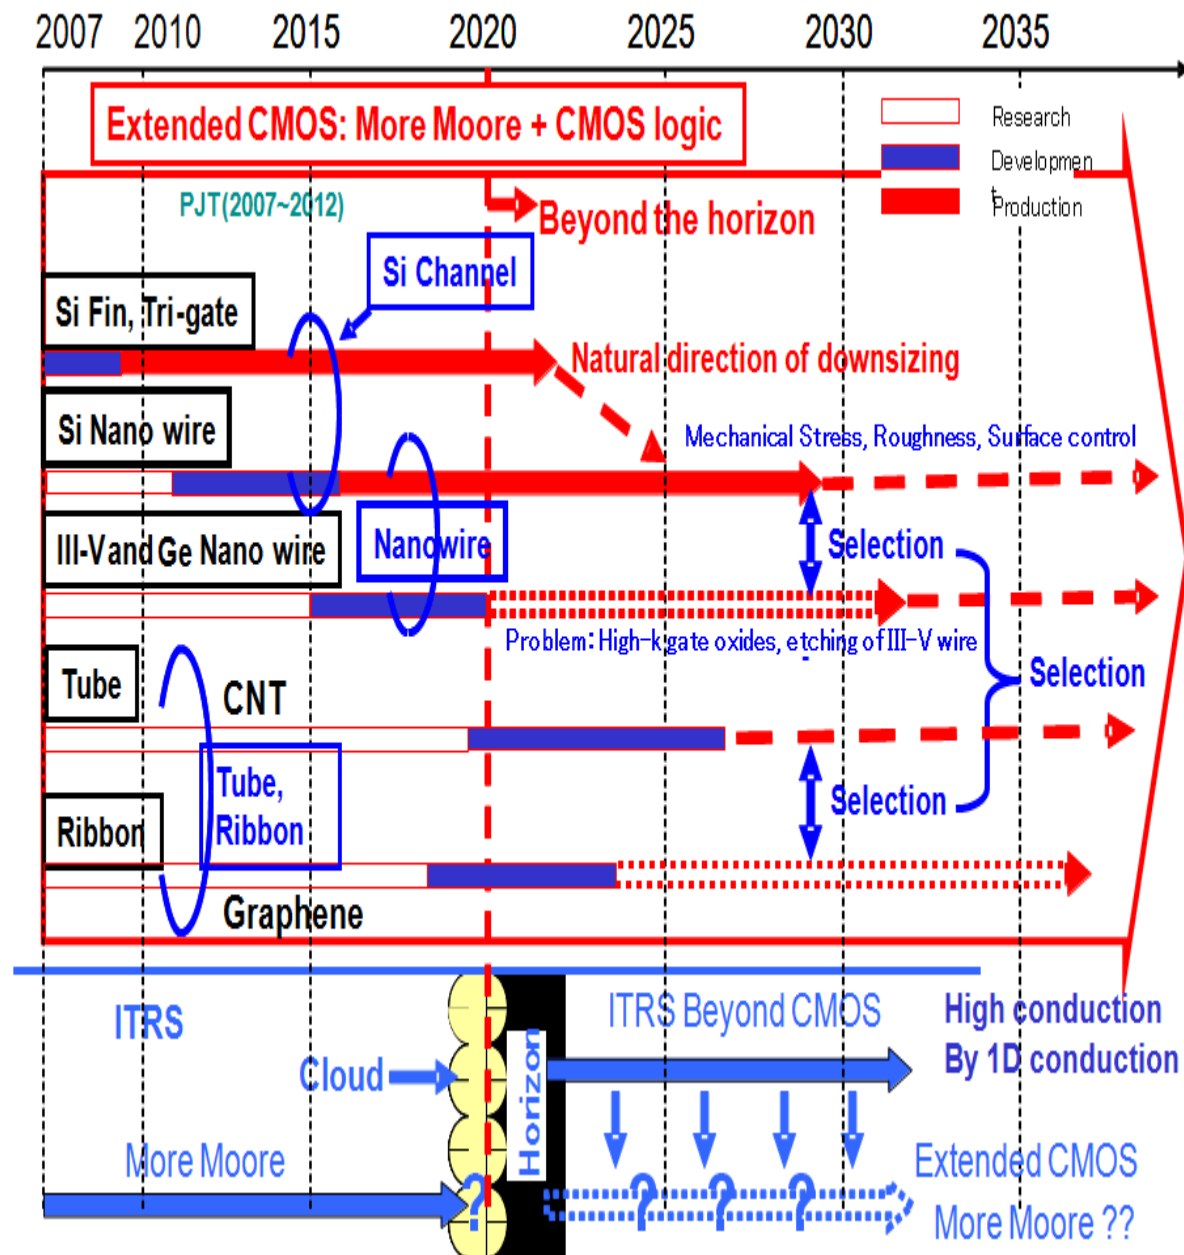 2007 2010 2015 2020 2025 2030 2035
Extended CMOS: More Moore + CMOS logic
Research
Developmen
t
Production
PJT(2007~2012)
Beyond the horizon
Si Channel
Si Fin, Tri-gate
Natural direction of downsizing
Si Nano wire
Mechanical Stress, Roughness, Surface control
III-V and Ge Nano wire
Nanowire
Selection
Problem: High-k gate oxides, etching of III-V wire
Tube
CNT
Selection
Tube,
Ribbon
Ribbon
Selection
Graphene
ITRS
ITRS Beyond CMOS
High conduction
By 1D conduction
Cloud
Horizon
More Moore
Extended CMOS
? ? ? ?
More Moore ??